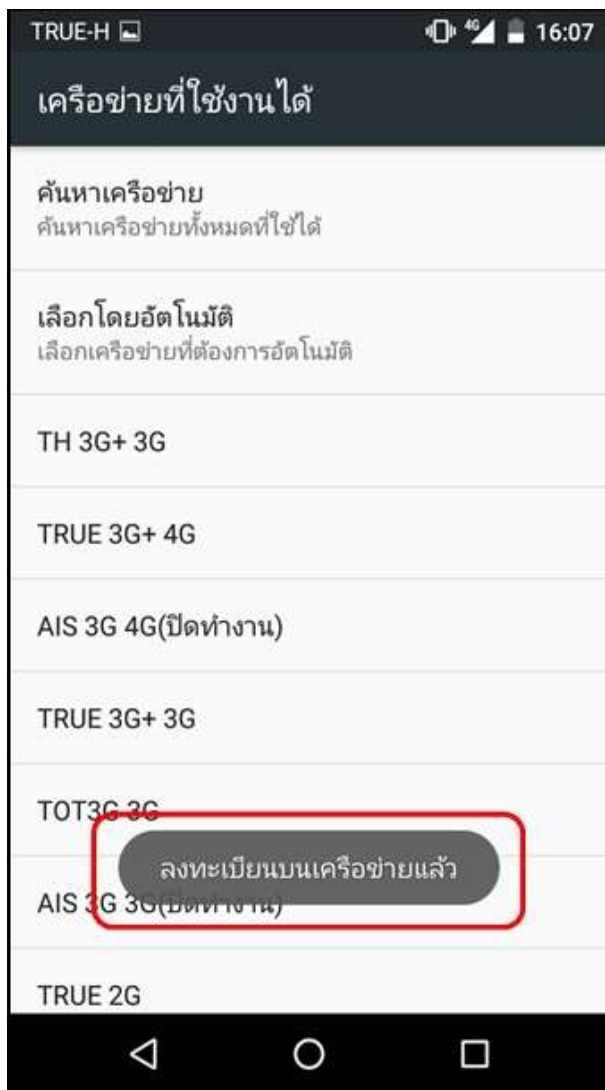 TRUE-H 4G 16:07
เครือข่ายที่ใช้งานได้
ค้นหาเครือข่าย
ค้นหาเครือข่ายทั้งหมดที่ใช้ได้
เลือกโดยอัตโนมัติ
เลือกเครือข่ายที่ต้องการอัตโนมัติ
TH 3G+ 3G
TRUE 3G+ 4G
AIS 3G 4G(ปิดทำงาน)
TRUE 3G+ 3G
TOT3G 3G
ลงทะเบียนบนเครือข่ายแล้ว
AIS 3G 3G(ปิดทำงาน)
TRUE 2G